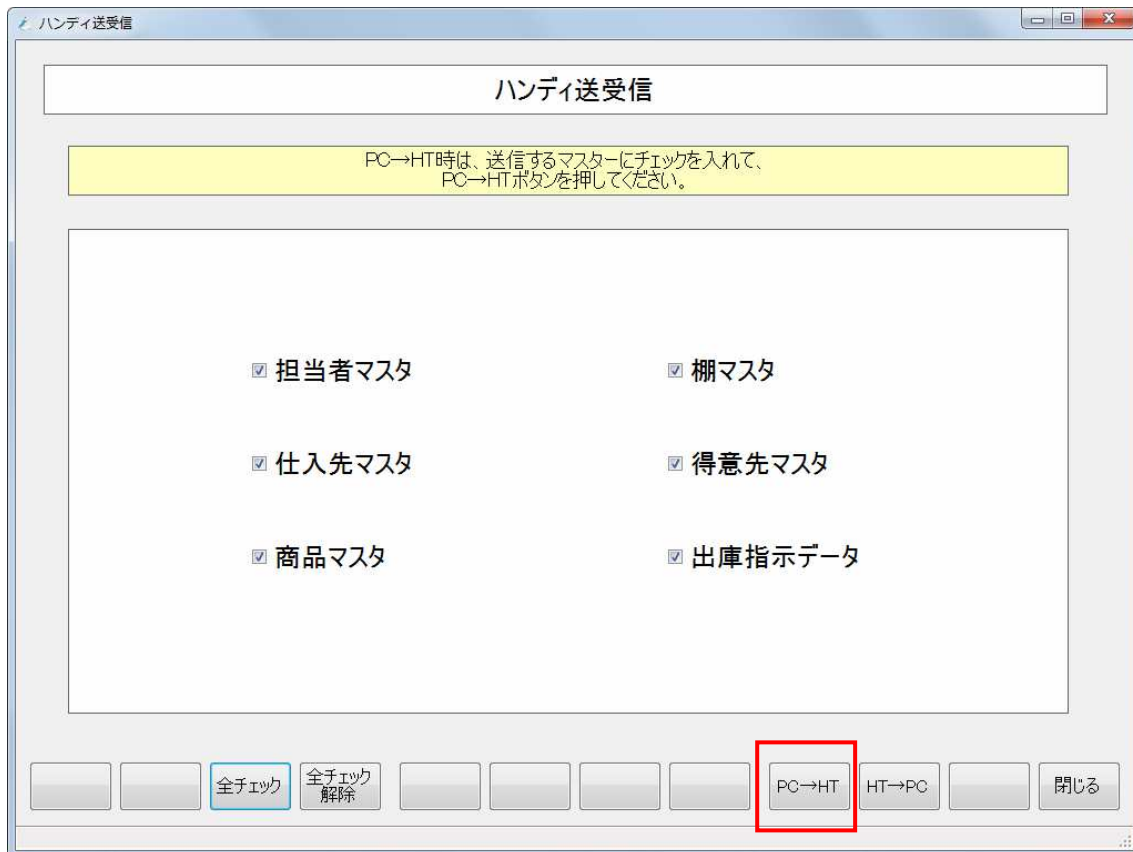 ハンディ送受信
ハンディ送受信
PC→HT時は、送信するマスターにチェックを入れて、
PC→HTボタンを押してください。
担当者マスタ
棚マスタ
仕入先マスタ
得意先マスタ
商品マスタ
出庫指示データ
全チェック
全チェック
解除
PC→HT
HT→PC
閉じる